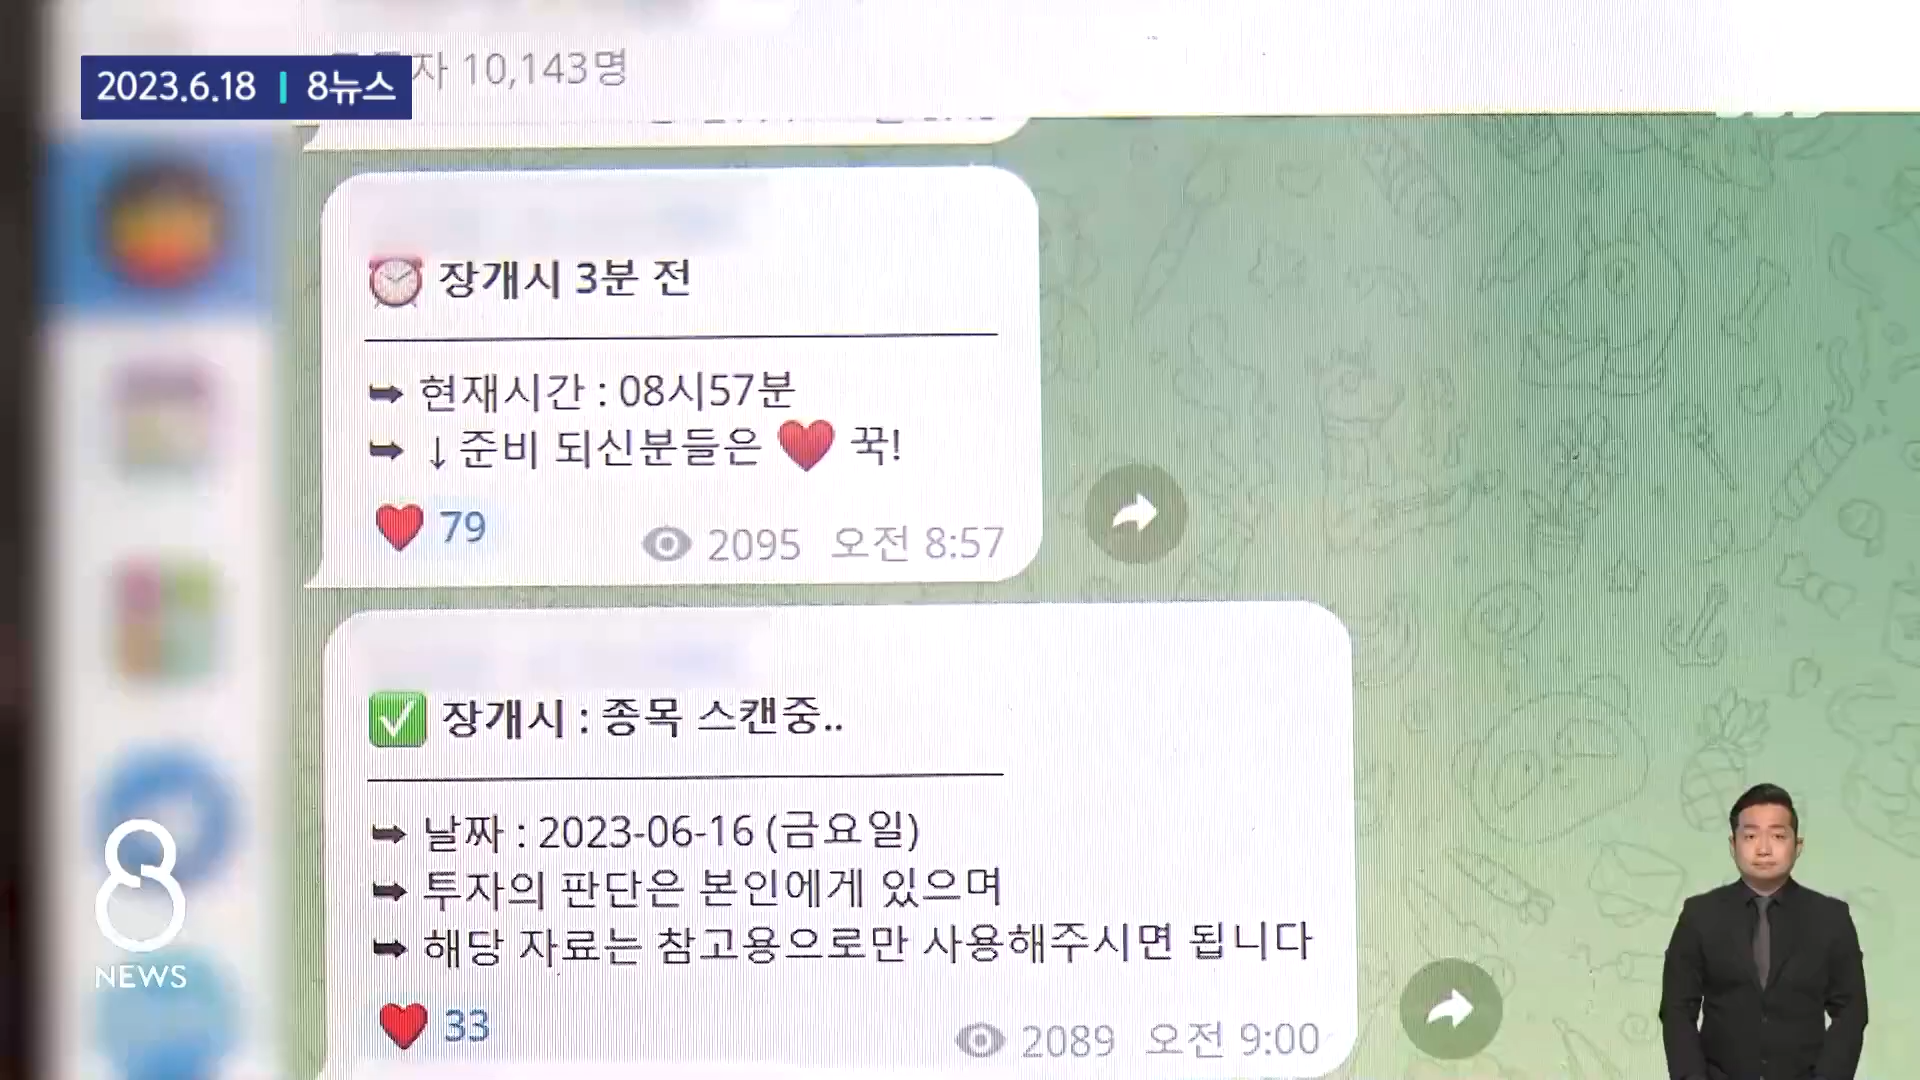 2023.6.18 | 8뉴스
자 10,143명
장개시 3분 전
➥ 현재시간 : 08시57분
➥ ↓준비 되신분들은 ❤ 꾹!
79
2095 오전 8:57
장개시 : 종목 스캔중..
➥ 날짜 : 2023-06-16 (금요일)
➥ 투자의 판단은 본인에게 있으며
➥ 해당 자료는 참고용으로만 사용해주시면 됩니다
33
2089 오전 9:00
8
NEWS